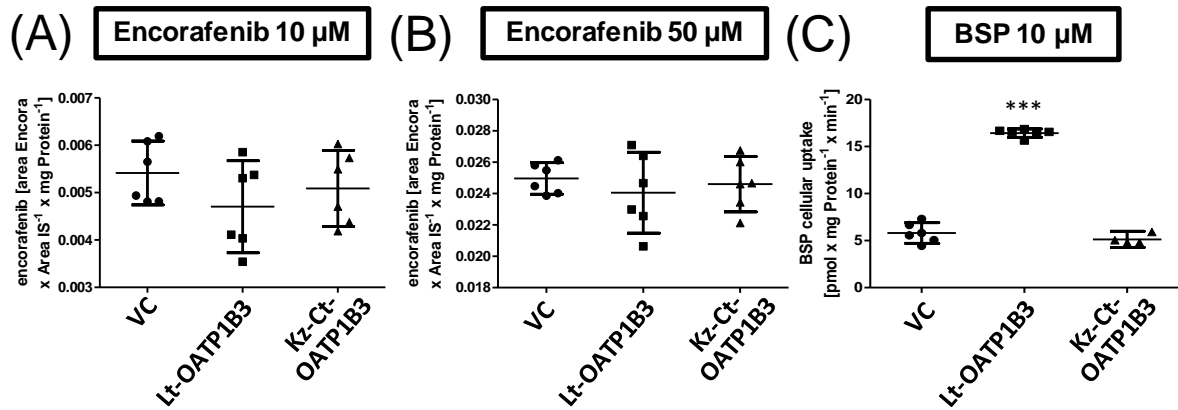 (A)
Encorafenib 10 µM
encorafenib [area Encora
x Area IS⁻¹ x mg Protein⁻¹]
0.007
0.006
0.005
0.004
0.003
VC
Lt-OATP1B3
Kz-Ct-
OATP1B3
(B)
Encorafenib 50 µM
encorafenib [area Encora
x Area IS⁻¹ x mg Protein⁻¹]
0.030
0.028
0.026
0.024
0.022
0.020
0.018
VC
Lt-OATP1B3
Kz-Ct-
OATP1B3
(C)
BSP 10 µM
BSP cellular uptake
[pmol x mg Protein⁻¹ x min⁻¹]
20
15
10
5
0
***
VC
Lt-OATP1B3
Kz-Ct-
OATP1B3